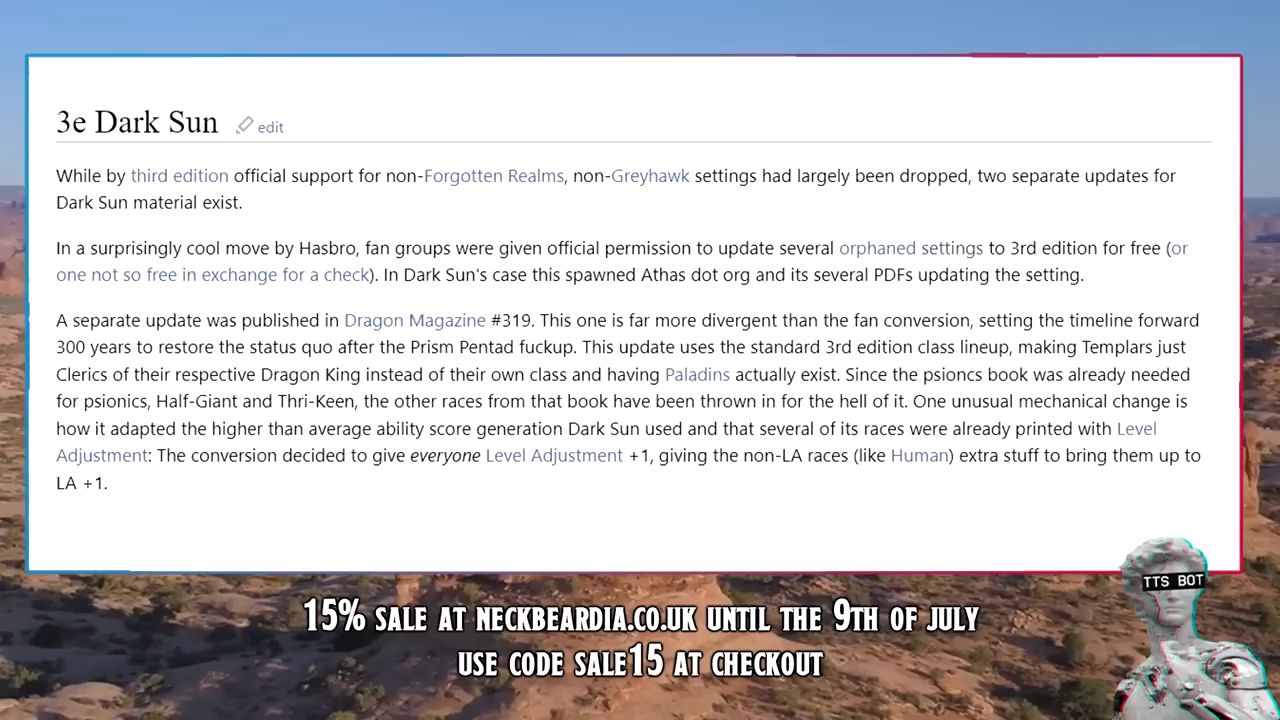 3e Dark Sun edit
While by third edition official support for non-Forgotten Realms, non-Greyhawk settings had largely been dropped, two separate updates for
Dark Sun material exist.
In a surprisingly cool move by Hasbro, fan groups were given official permission to update several orphaned settings to 3rd edition for free (or
one not so free in exchange for a check). In Dark Sun's case this spawned Athas dot org and its several PDFs updating the setting.
A separate update was published in Dragon Magazine #319. This one is far more divergent than the fan conversion, setting the timeline forward
300 years to restore the status quo after the Prism Pentad fuckup. This update uses the standard 3rd edition class lineup, making Templars just
Clerics of their respective Dragon King instead of their own class and having Paladins actually exist. Since the psioncs book was already needed
for psionics, Half-Giant and Thri-Keen, the other races from that book have been thrown in for the hell of it. One unusual mechanical change is
how it adapted the higher than average ability score generation Dark Sun used and that several of its races were already printed with Level
Adjustment: The conversion decided to give everyone Level Adjustment +1, giving the non-LA races (like Human) extra stuff to bring them up to
LA +1.
TTS BOT
15% SALE AT NECKBEARDIA.CO.UK UNTIL THE 9TH OF JULY
USE CODE SALE15 AT CHECKOUT